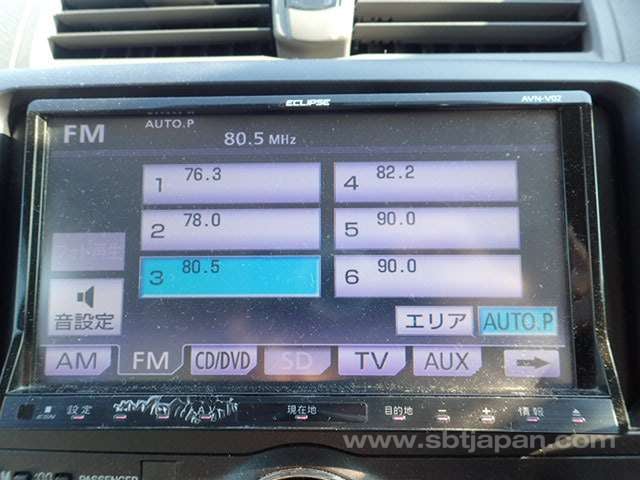 ECLIPSE
AVN-V02
FM
AUTO.P
80.5 MHz
1 76.3
4 82.2
2 78.0
5 90.0
3 80.5
6 90.0
音設定
エリア
AUTO.P
AM
FM
CD/DVD
SD
TV
AUX
ESN
設定
現在地
目的地
情報
PASSENGER
www.sbtjapan.com